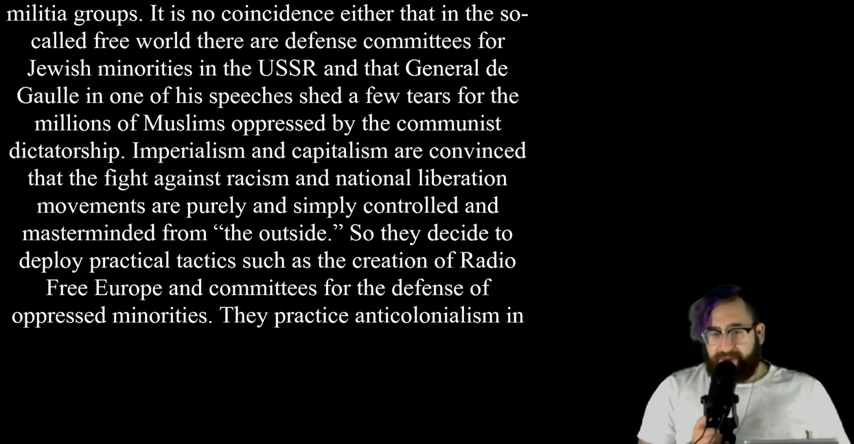 militia groups. It is no coincidence either that in the so-
called free world there are defense committees for
Jewish minorities in the USSR and that General de
Gaulle in one of his speeches shed a few tears for the
millions of Muslims oppressed by the communist
dictatorship. Imperialism and capitalism are convinced
that the fight against racism and national liberation
movements are purely and simply controlled and
masterminded from “the outside.” So they decide to
deploy practical tactics such as the creation of Radio
Free Europe and committees for the defense of
oppressed minorities. They practice anticolonialism in